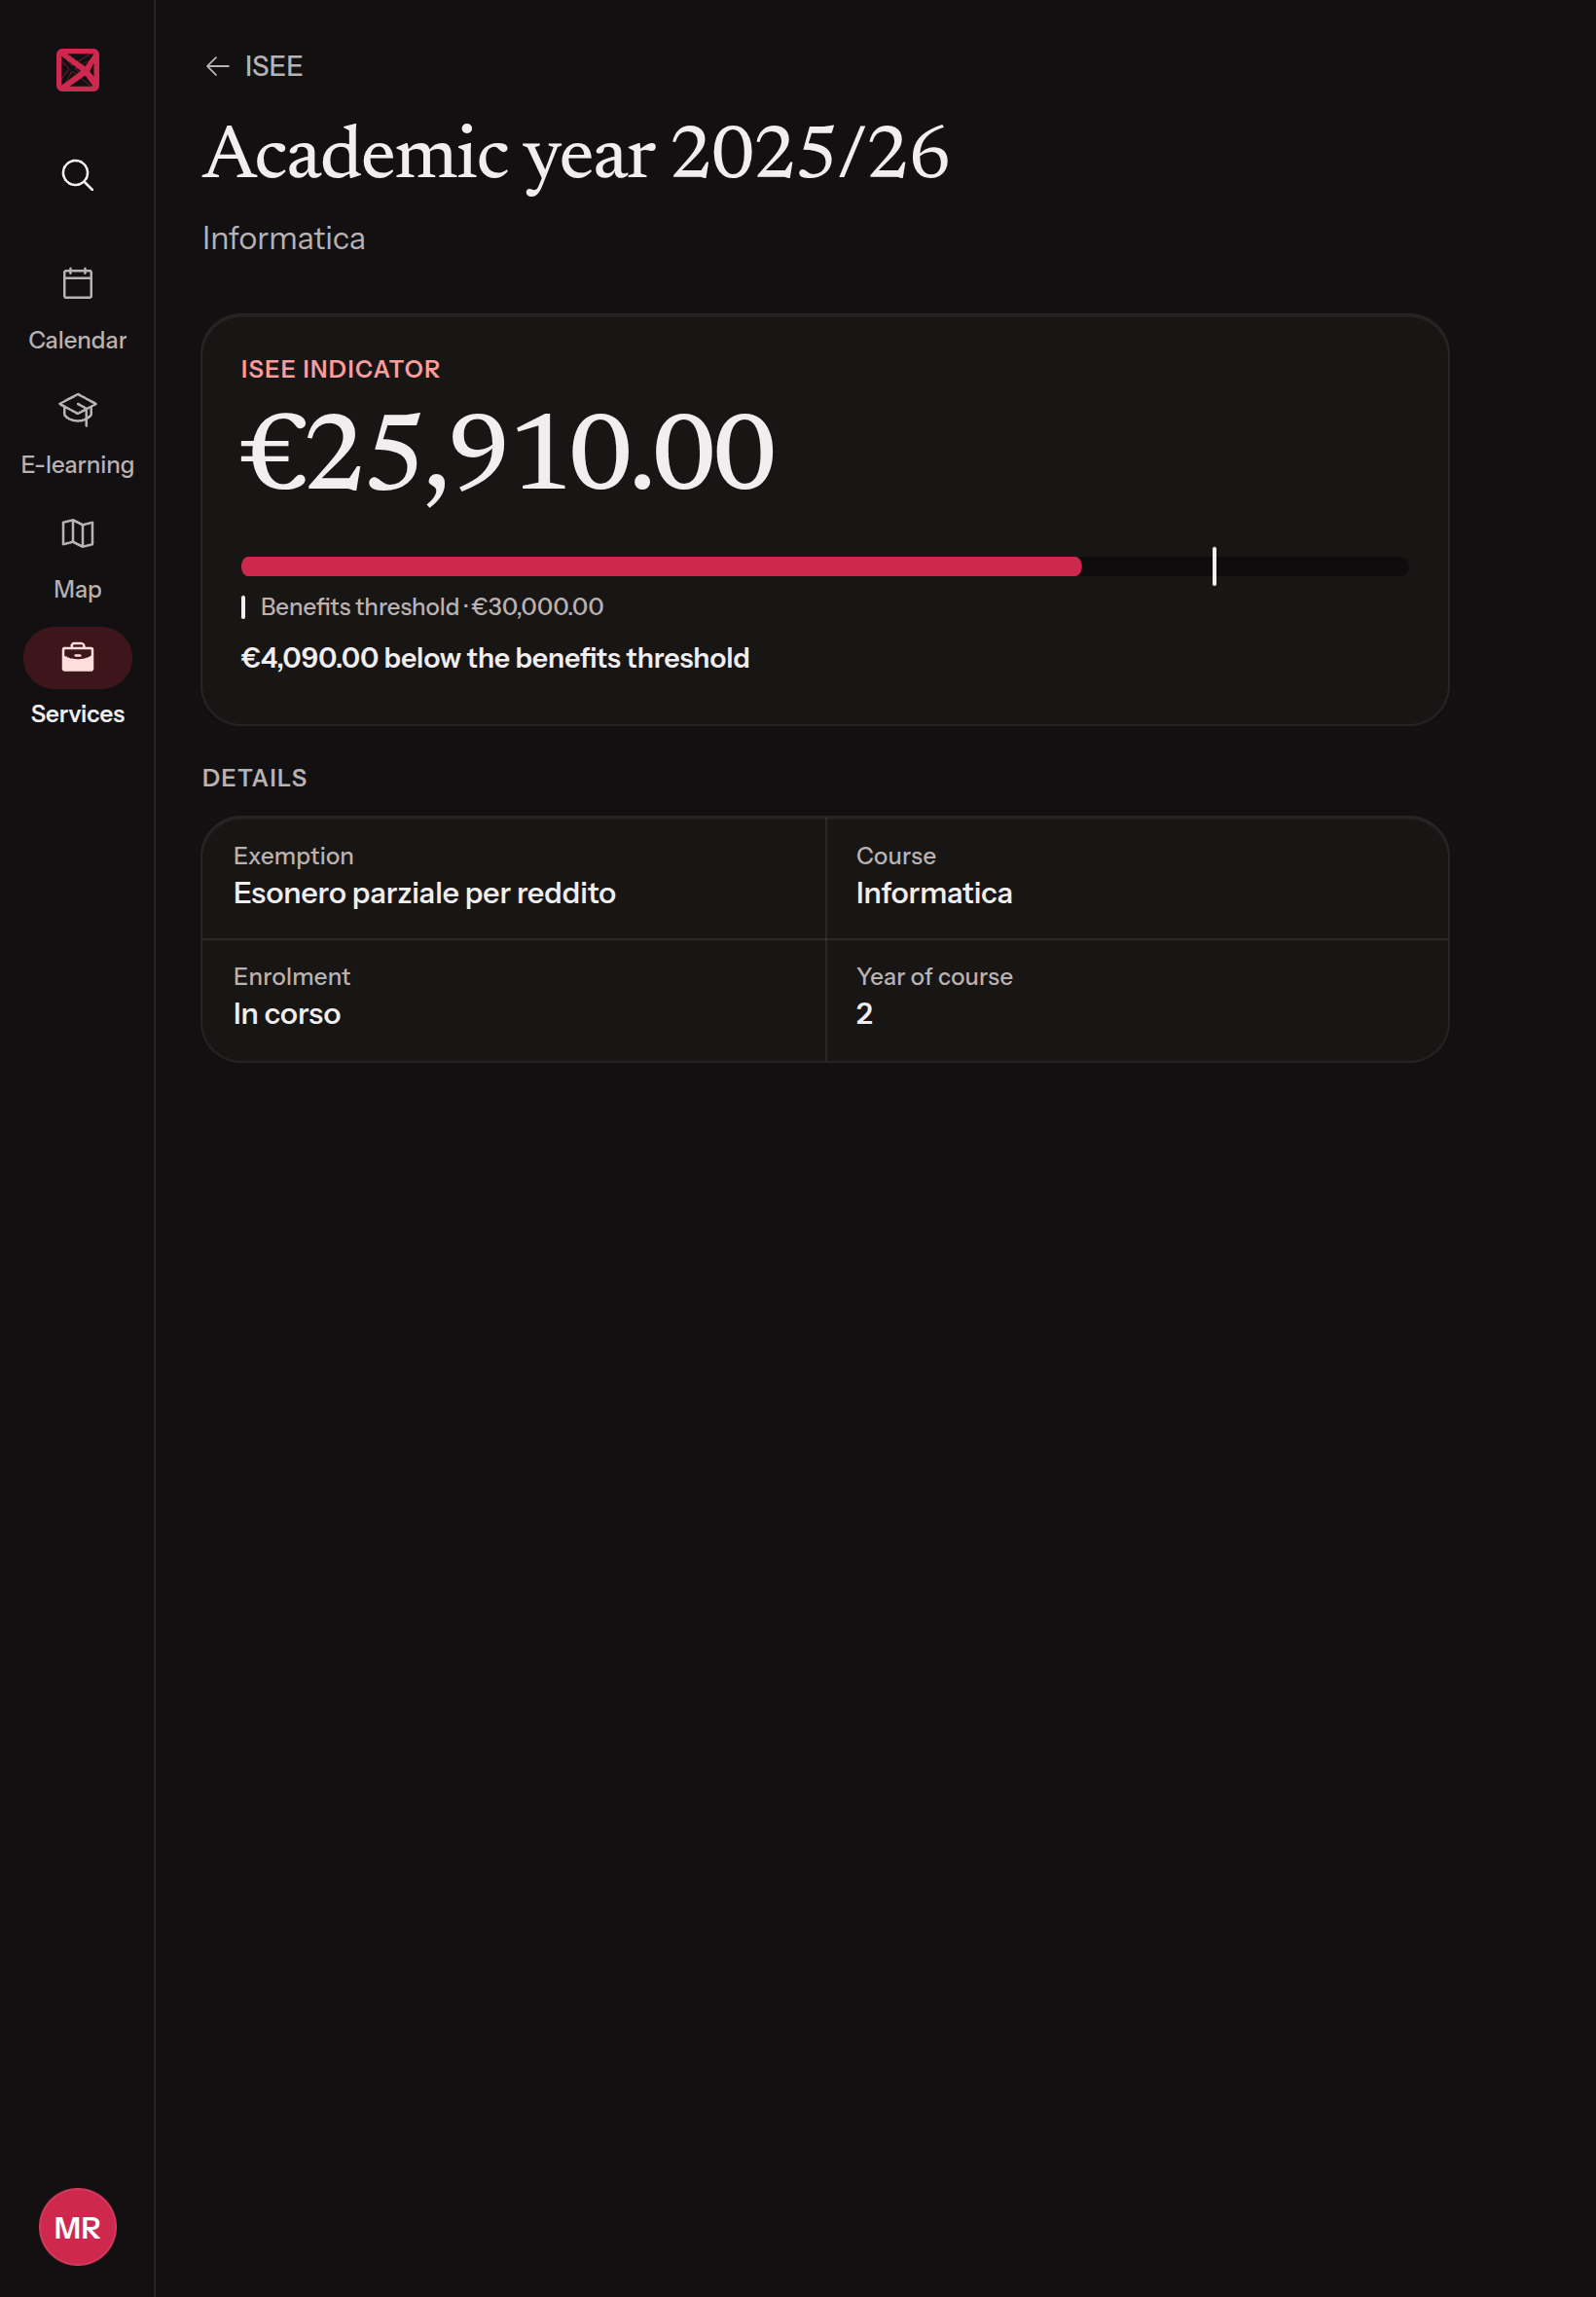 ISEE
Academic year 2025/26
Informatica
Calendar
E-learning
Map
Services
ISEE INDICATOR
€25,910.00
Benefits threshold · €30,000.00
€4,090.00 below the benefits threshold
DETAILS
Exemption
Esonero parziale per reddito
Course
Informatica
Enrolment
In corso
Year of course
2
MR